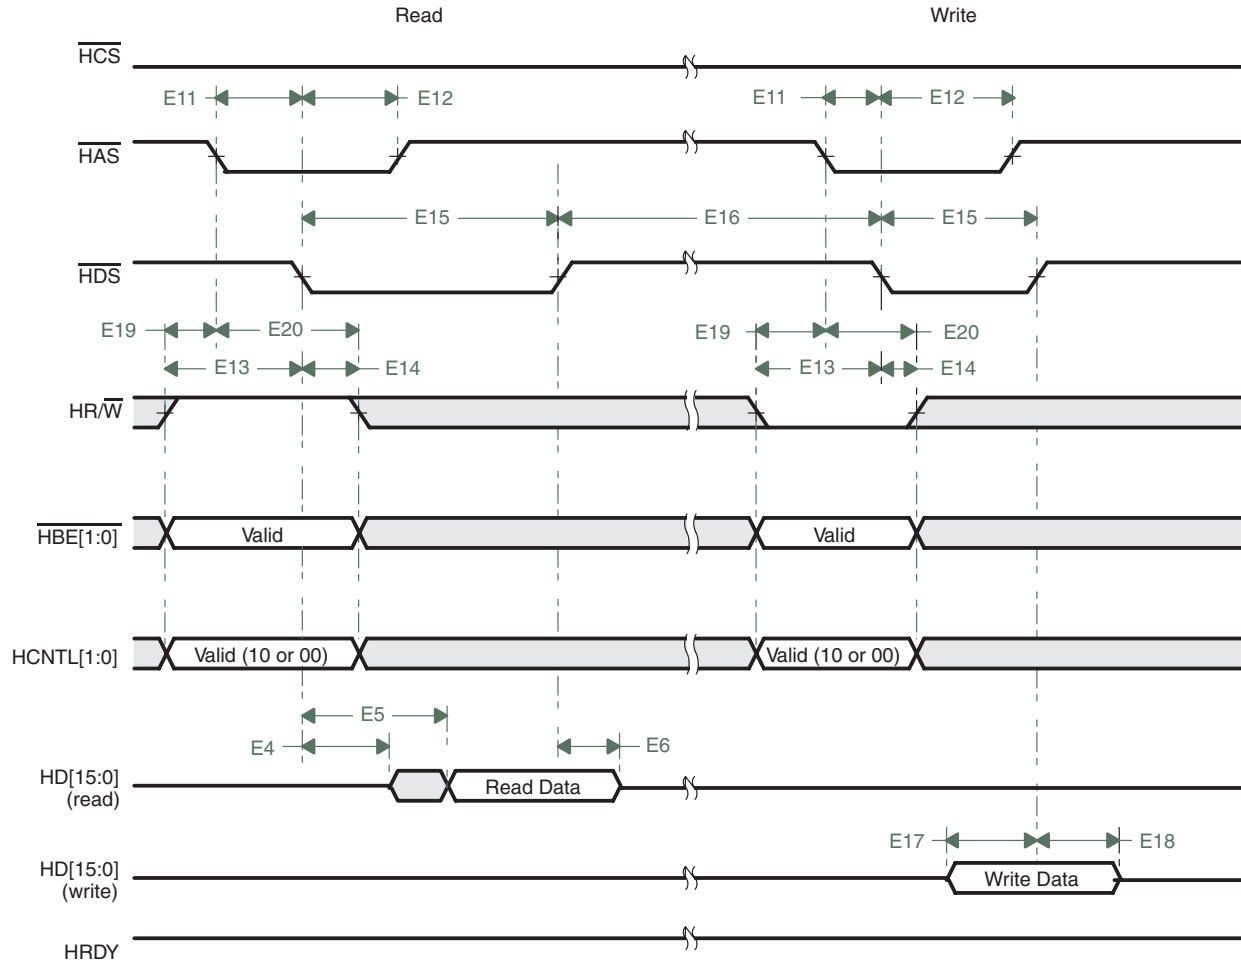 Read Write
HCS
E11 E12 E11 E12
HAS
E15 E16 E15
HDS
E19 E20 E19 E20
E13 E14 E13 E14
HR/W
HBE[1:0] Valid Valid
HCNTL[1:0] Valid (10 or 00) Valid (10 or 00)
E5
E4 E6
HD[15:0]
(read) Read Data
E17 E18
HD[15:0]
(write) Write Data
HRDY